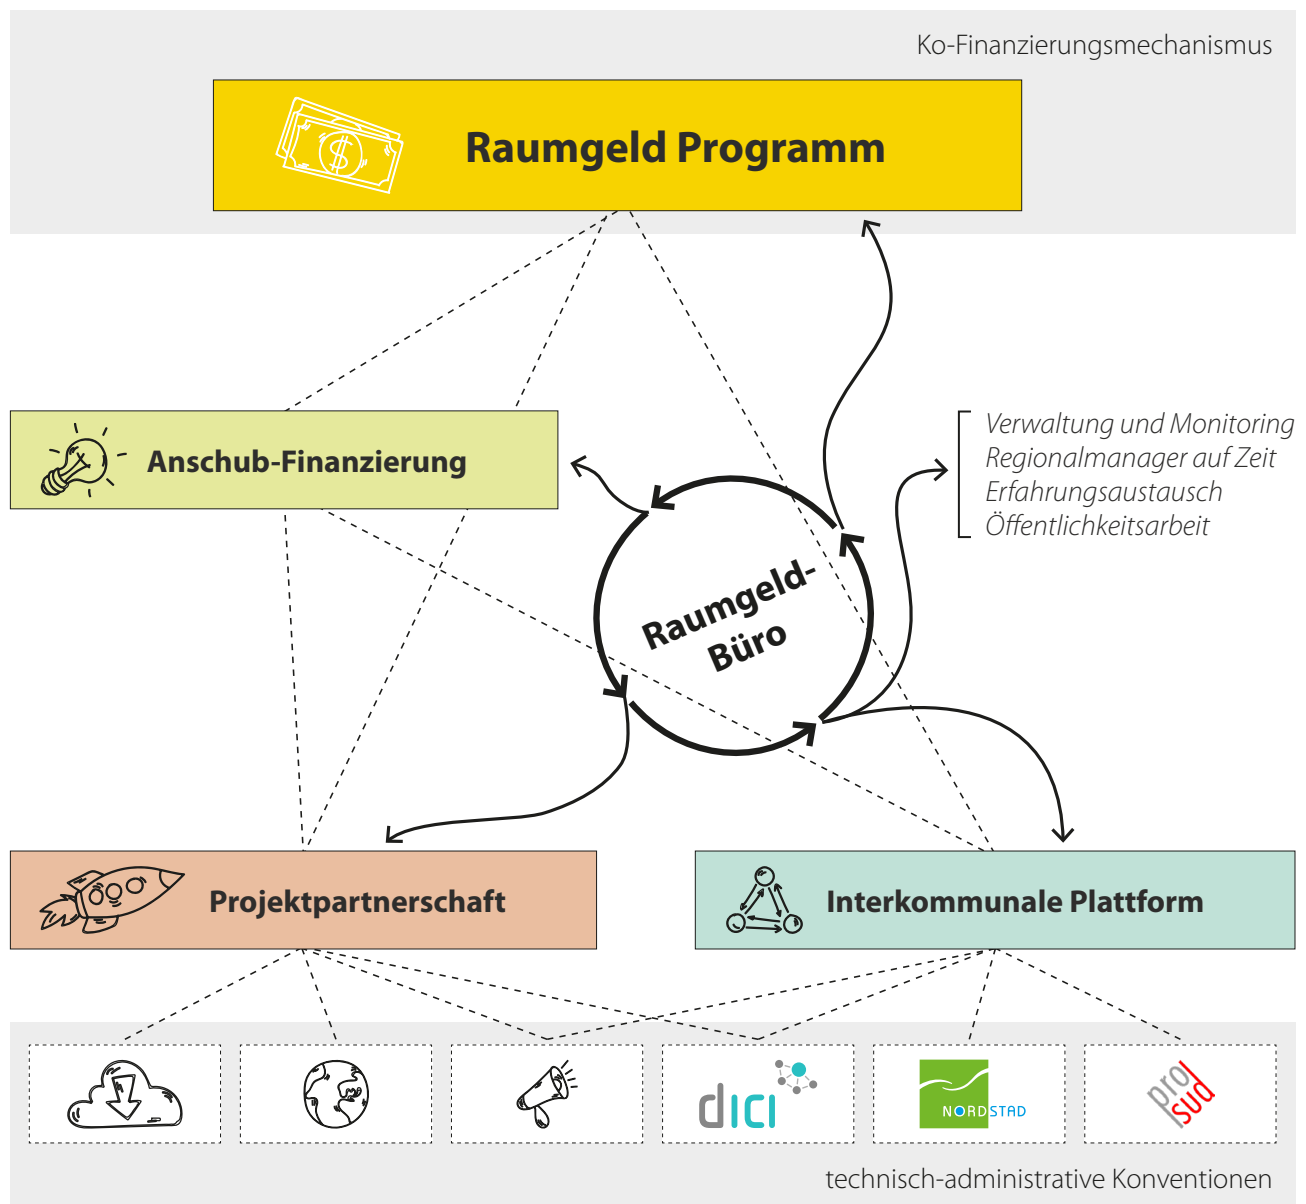 Ko-Finanzierungsmechanismus
Raumgeld Programm
Anschub-Finanzierung
Verwaltung und Monitoring
Regionalmanager auf Zeit
Erfahrungsaustausch
Öffentlichkeitsarbeit
Raumgeld-
Büro
Projektpartnerschaft
Interkommunale Plattform
dici
NORDSTAD
pro
sud
technisch-administrative Konventionen